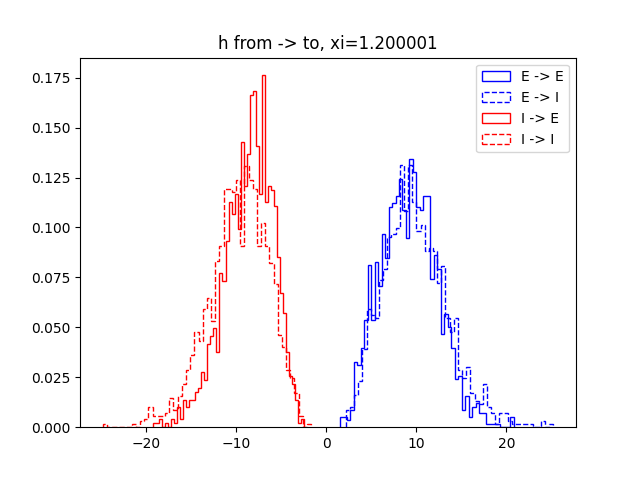 h from -> to, xi=1.200001
0.175
0.150
0.125
0.100
0.075
0.050
0.025
0.000
−20
−10
0
10
20
E -> E
E -> I
I -> E
I -> I